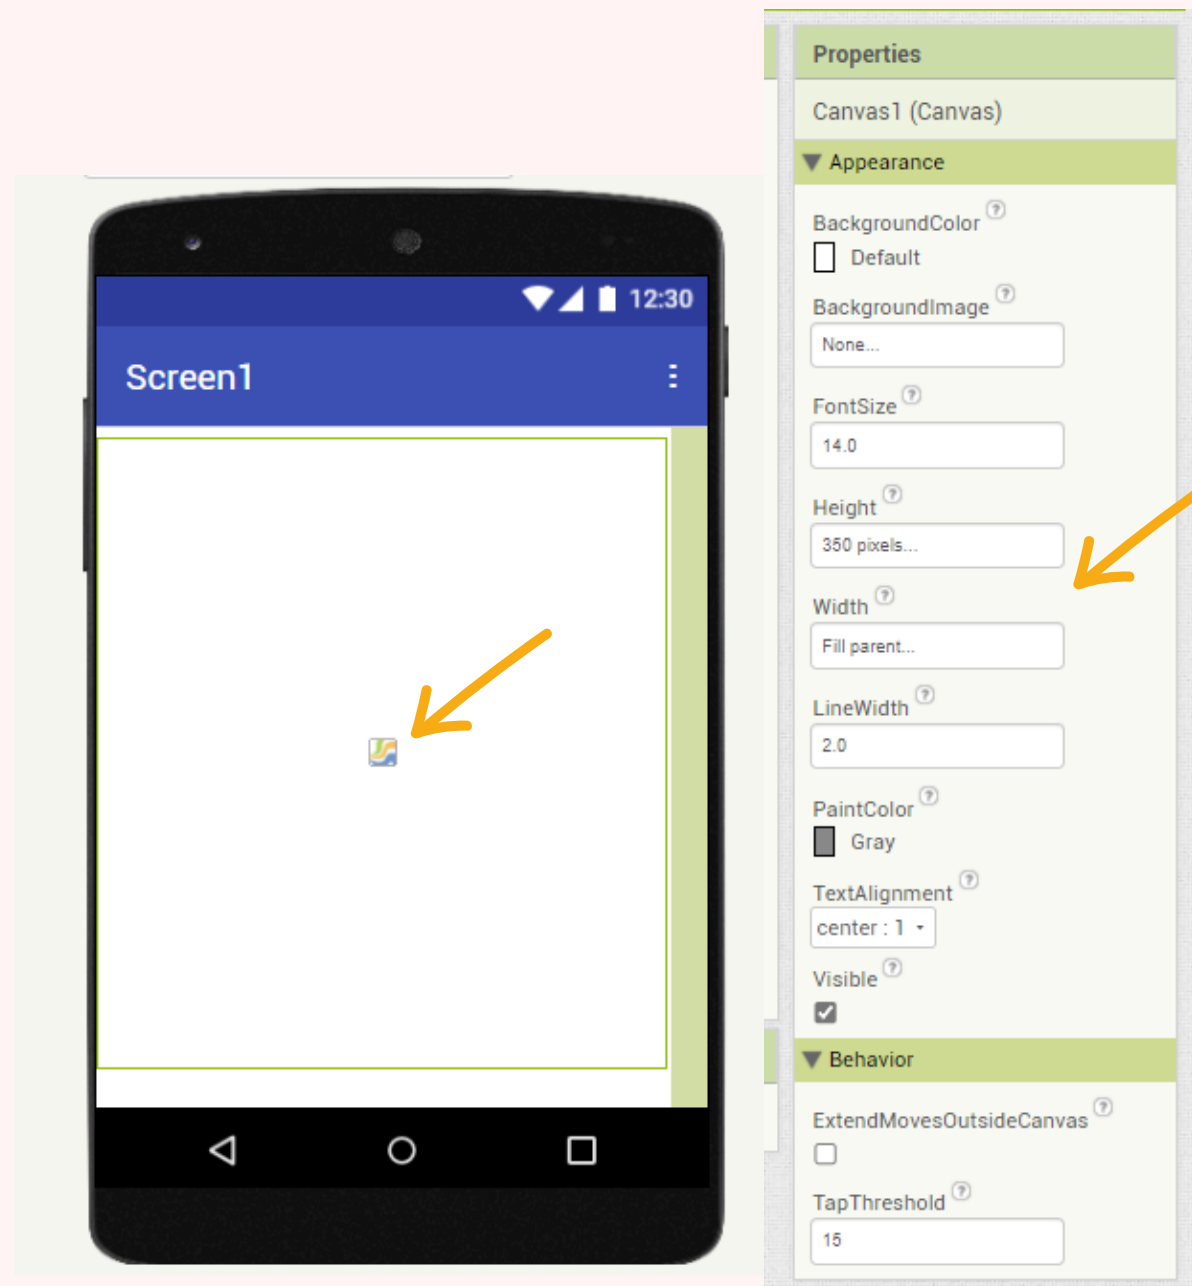 12:30
Screen1
Properties
Canvas1 (Canvas)
Appearance
BackgroundColor ?
Default
BackgroundImage ?
None...
FontSize ?
14.0
Height ?
350 pixels...
Width ?
Fill parent...
LineWidth ?
2.0
PaintColor ?
Gray
TextAlignment ?
center : 1
Visible ?
Behavior
ExtendMovesOutsideCanvas ?
TapThreshold ?
15